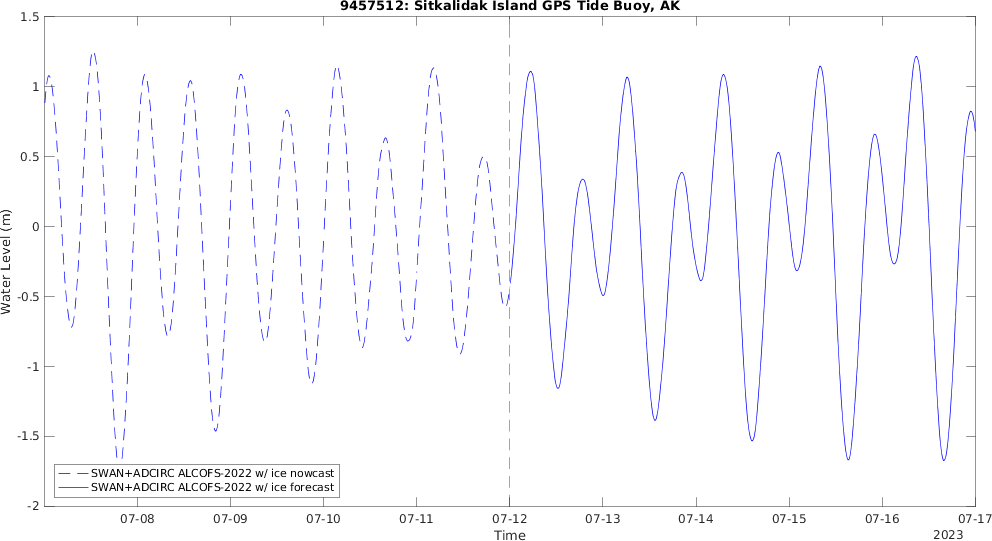 9457512: Sitkalidak Island GPS Tide Buoy, AK
1.5
1
0.5
0
-0.5
-1
-1.5
-2
Water Level (m)
SWAN+ADCIRC ALCOFS-2022 w/ ice nowcast
SWAN+ADCIRC ALCOFS-2022 w/ ice forecast
07-08 07-09 07-10 07-11 07-12 07-13 07-14 07-15 07-16 07-17
Time
2023